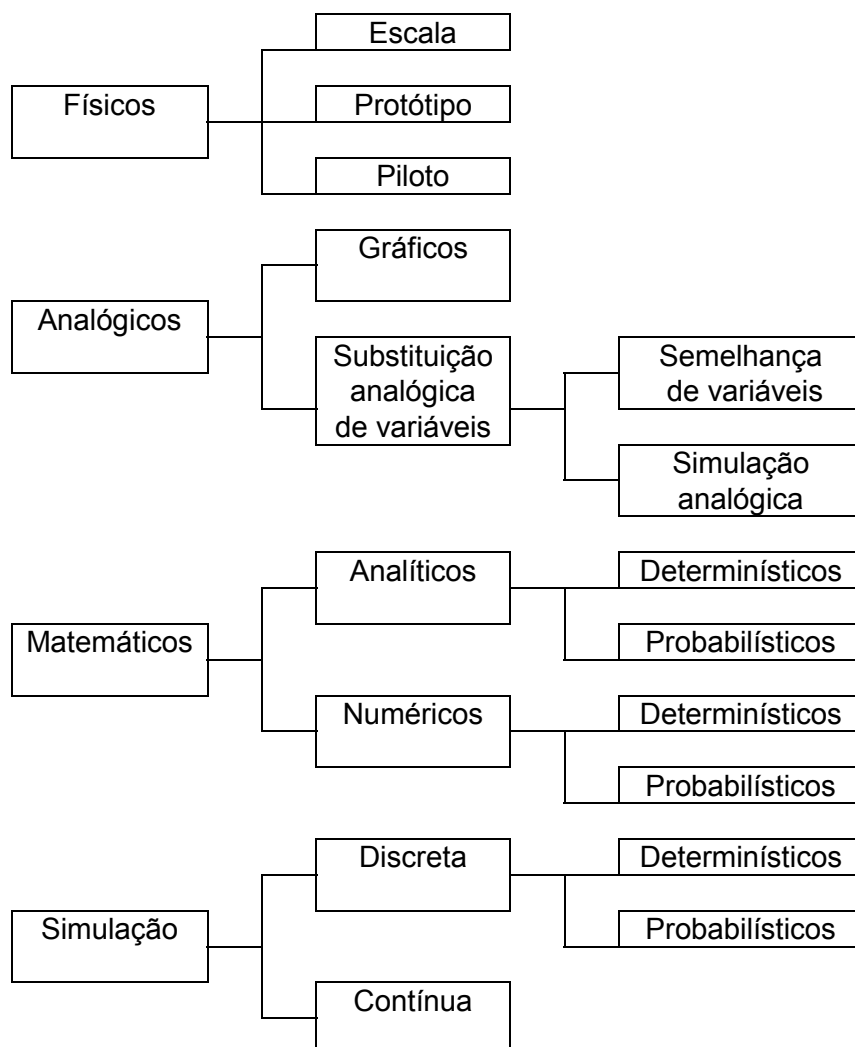 Escala
Físicos
Protótipo
Piloto
Gráficos
Analógicos
Substituição
analógica
de variáveis
Semelhança
de variáveis
Simulação
analógica
Analíticos
Determinísticos
Probabilísticos
Matemáticos
Numéricos
Determinísticos
Probabilísticos
Discreta
Determinísticos
Probabilísticos
Simulação
Contínua